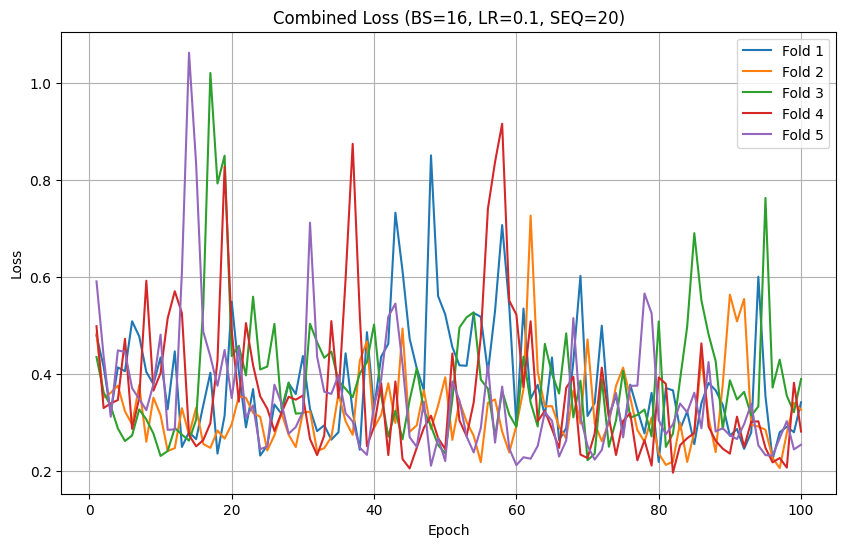 Combined Loss (BS=16, LR=0.1, SEQ=20)
Fold 1
Fold 2
Fold 3
Fold 4
Fold 5
Loss
1.0
0.8
0.6
0.4
0.2
0 20 40 60 80 100
Epoch